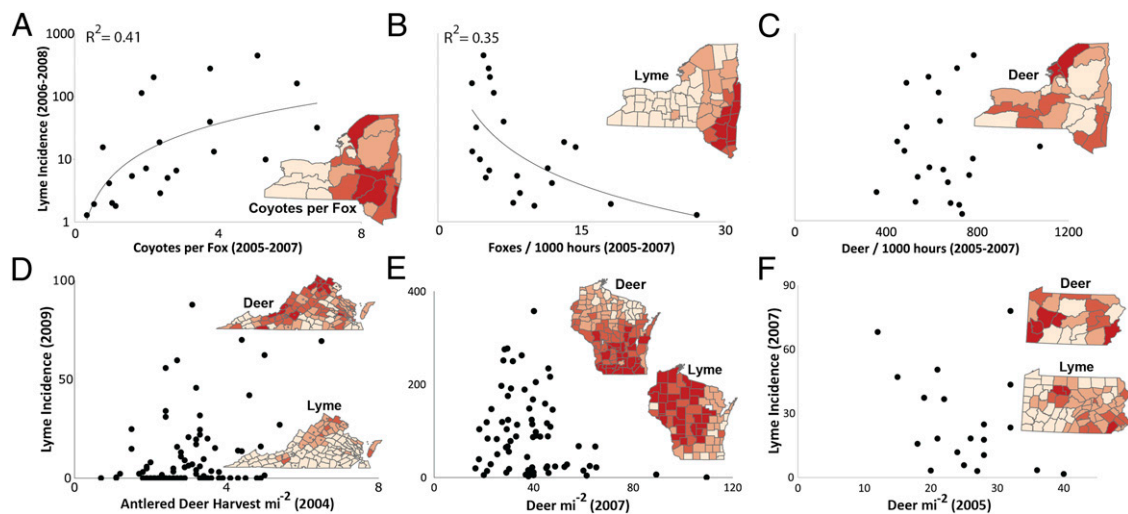 A
B
C
R² = 0.41
R² = 0.35
Lyme Incidence (2006-2008)
1000
100
10
1
Coyotes per Fox
Lyme
Deer
0
4
8
0
15
30
0
400
800
1200
Coyotes per Fox (2005-2007)
Foxes / 1000 hours (2005-2007)
Deer / 1000 hours (2005-2007)
D
E
F
Lyme Incidence (2009)
100
50
0
Deer
Lyme
0
4
8
Antlered Deer Harvest mi⁻² (2004)
400
200
0
Deer
Lyme
0
40
80
120
Deer mi⁻² (2007)
Lyme Incidence (2007)
90
60
30
0
Deer
Lyme
10
20
30
40
Deer mi⁻² (2005)